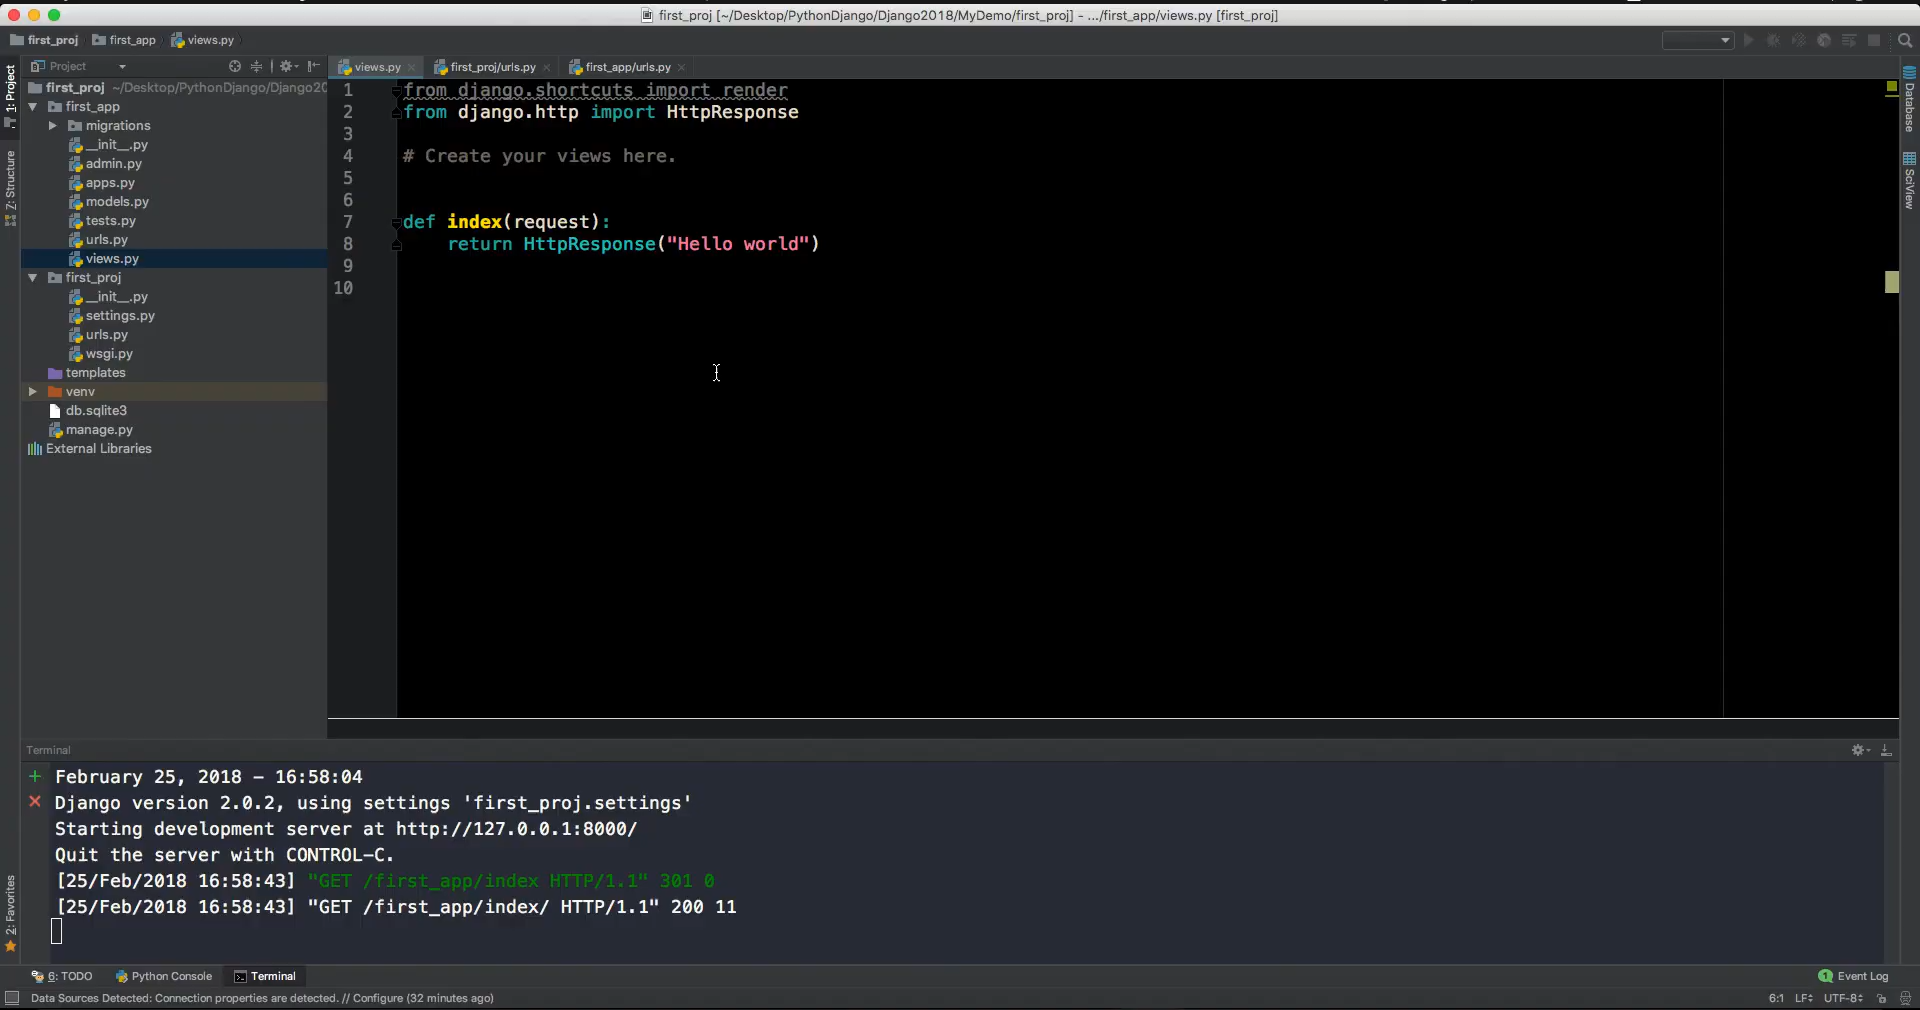 first_proj [~/Desktop/PythonDjango/Django2018/MyDemo/first_proj] - .../first_app/views.py [first_proj]
first_proj first_app views.py
Project
views.py first_proj/urls.py first_app/urls.py
1: Project
Z: Structure
2: Favorites
first_proj ~/Desktop/PythonDjango/Django20
first_app
migrations
__init__.py
admin.py
apps.py
models.py
tests.py
urls.py
views.py
first_proj
__init__.py
settings.py
urls.py
wsgi.py
templates
venv
db.sqlite3
manage.py
External Libraries
1 from django.shortcuts import render
2 from django.http import HttpResponse
3
4 # Create your views here.
5
6
7 def index(request):
8 return HttpResponse("Hello world")
9
10
Database
SciView
Terminal
February 25, 2018 - 16:58:04
Django version 2.0.2, using settings 'first_proj.settings'
Starting development server at http://127.0.0.1:8000/
Quit the server with CONTROL-C.
[25/Feb/2018 16:58:43] "GET /first_app/index HTTP/1.1" 301 0
[25/Feb/2018 16:58:43] "GET /first_app/index/ HTTP/1.1" 200 11
6: TODO Python Console Terminal 1 Event Log
Data Sources Detected: Connection properties are detected. // Configure (32 minutes ago) 6:1 LF UTF-8